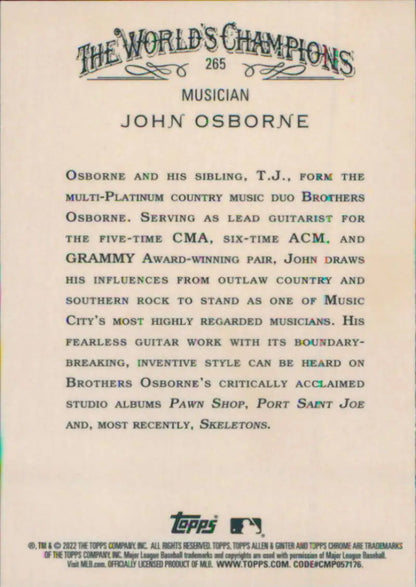 THE WORLD'S CHAMPIONS
265
MUSICIAN
JOHN OSBORNE
OSBORNE AND HIS SIBLING, T.J., FORM THE
MULTI-PLATINUM COUNTRY MUSIC DUO BROTHERS
OSBORNE. SERVING AS LEAD GUITARIST FOR
THE FIVE-TIME CMA, SIX-TIME ACM, AND
GRAMMY AWARD-WINNING PAIR, JOHN DRAWS
HIS INFLUENCES FROM OUTLAW COUNTRY AND
SOUTHERN ROCK TO STAND AS ONE OF MUSIC
CITY'S MOST HIGHLY REGARDED MUSICIANS. HIS
FEARLESS GUITAR WORK WITH ITS BOUNDARY-
BREAKING, INVENTIVE STYLE CAN BE HEARD ON
BROTHERS OSBORNE'S CRITICALLY ACCLAIMED
STUDIO ALBUMS PAWN SHOP, PORT SAINT JOE
AND, MOST RECENTLY, SKELETONS.
Topps
®, TM & © 2022 THE TOPPS COMPANY, INC. ALL RIGHTS RESERVED. TOPPS, TOPPS ALLEN & GINTER AND TOPPS CHROME ARE TRADEMARKS
OF THE TOPPS COMPANY, INC. Major League Baseball trademarks and copyrights are used with permission of Major League Baseball.
Visit MLB.com. OFFICIALLY LICENSED PRODUCT OF MLB. WWW.TOPPS.COM. CODE#CMP057176.